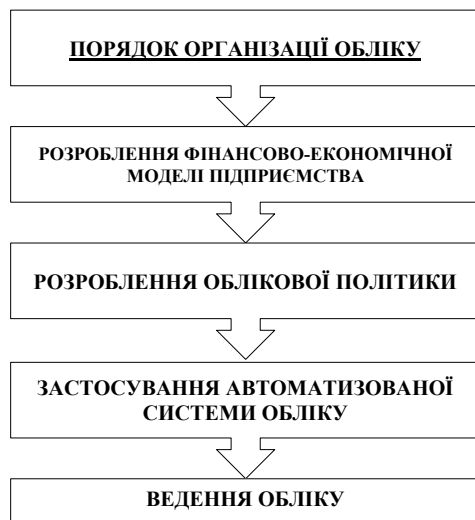 ПОРЯДОК ОРГАНІЗАЦІЇ ОБЛІКУ
РОЗРОБЛЕННЯ ФІНАНСОВО-ЕКОНОМІЧНОЇ
МОДЕЛІ ПІДПРИЄМСТВА
РОЗРОБЛЕННЯ ОБЛІКОВОЇ ПОЛІТИКИ
ЗАСТОСУВАННЯ АВТОМАТИЗОВАНОЇ
СИСТЕМИ ОБЛІКУ
ВЕДЕННЯ ОБЛІКУ